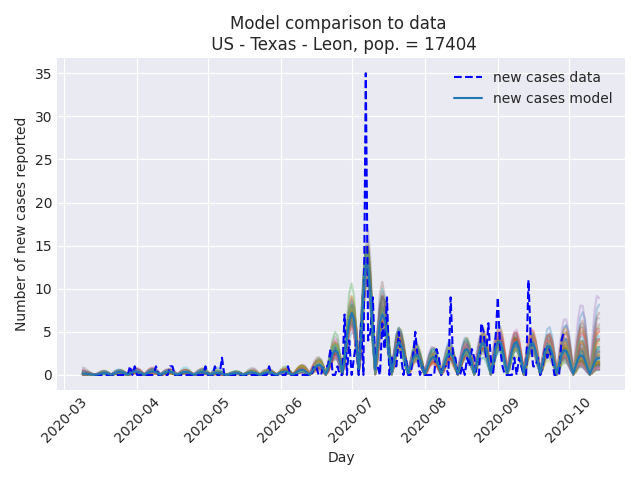 Model comparison to data
US - Texas - Leon, pop. = 17404
new cases data
new cases model
Number of new cases reported
35
30
25
20
15
10
5
0
2020-03
2020-04
2020-05
2020-06
2020-07
2020-08
2020-09
2020-10
Day